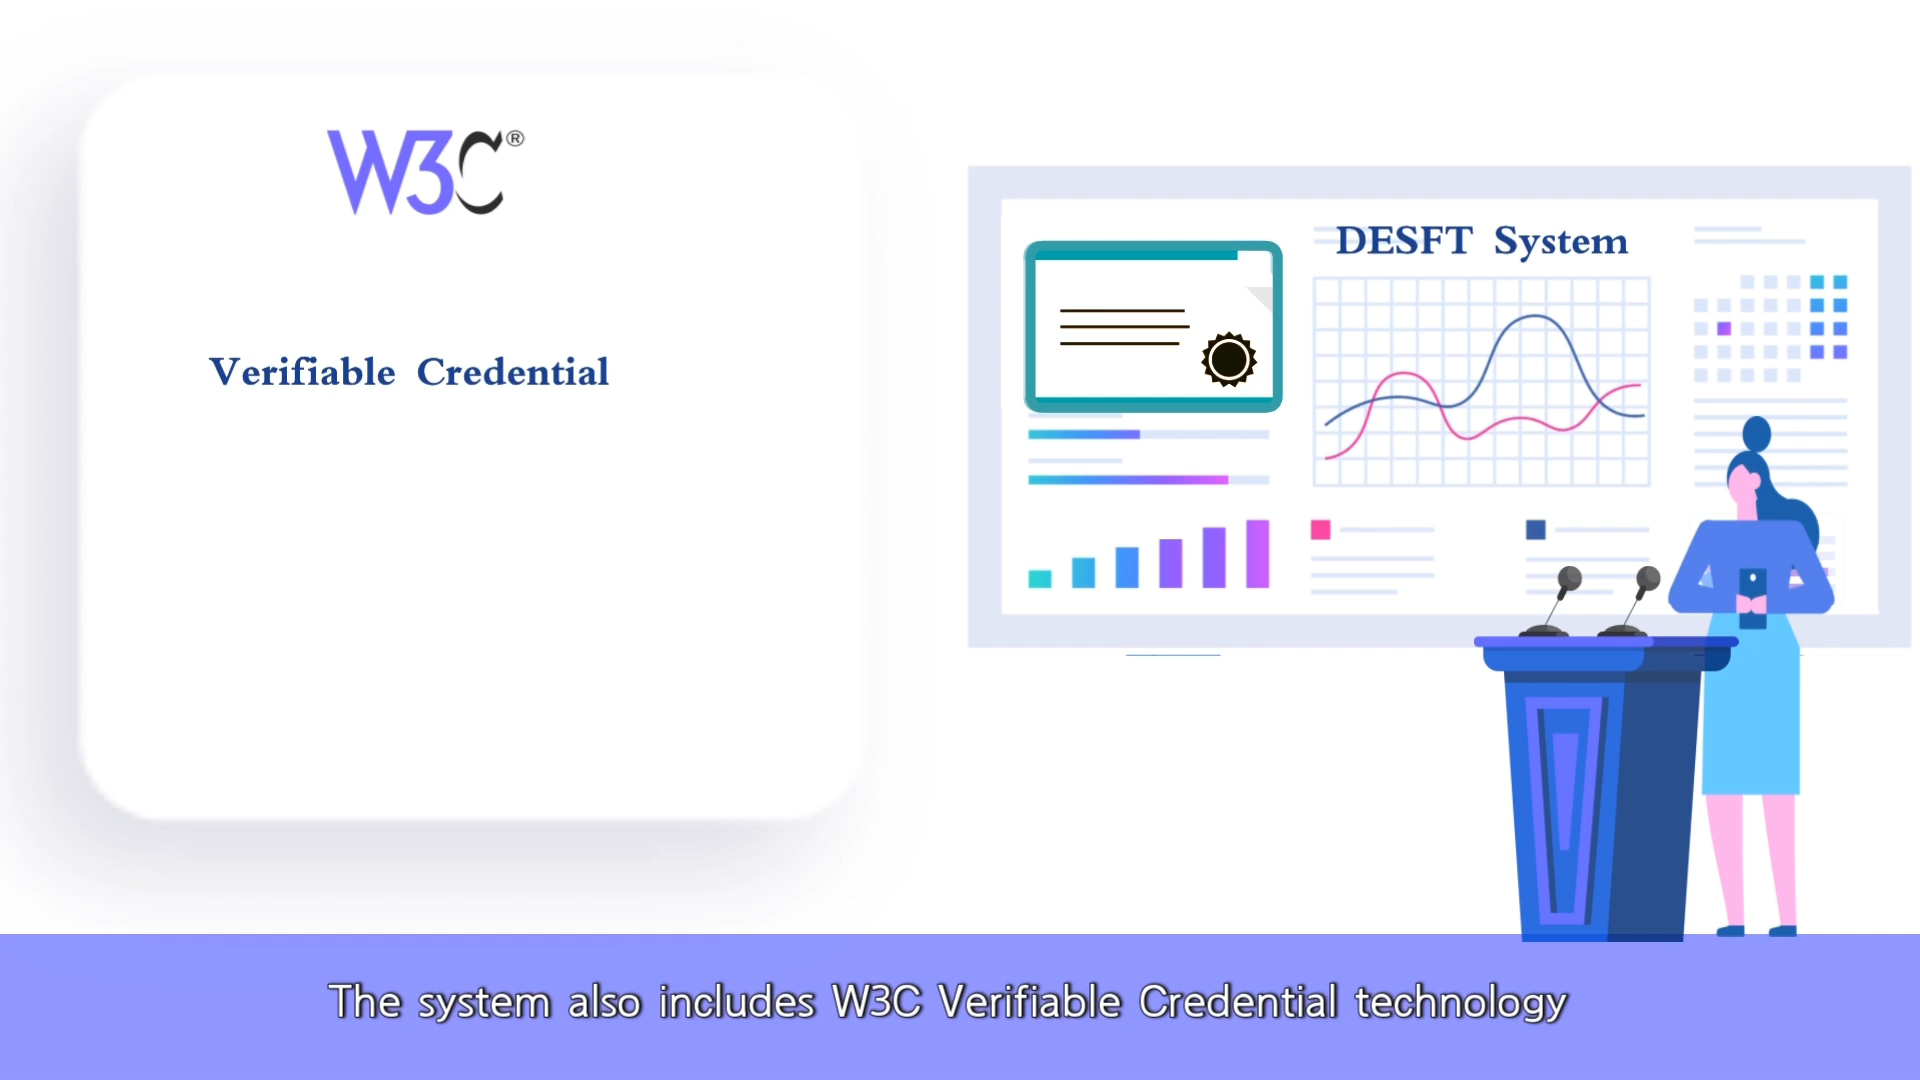 W3C®
Verifiable Credential
DESFT System
The system also includes W3C Verifiable Credential technology